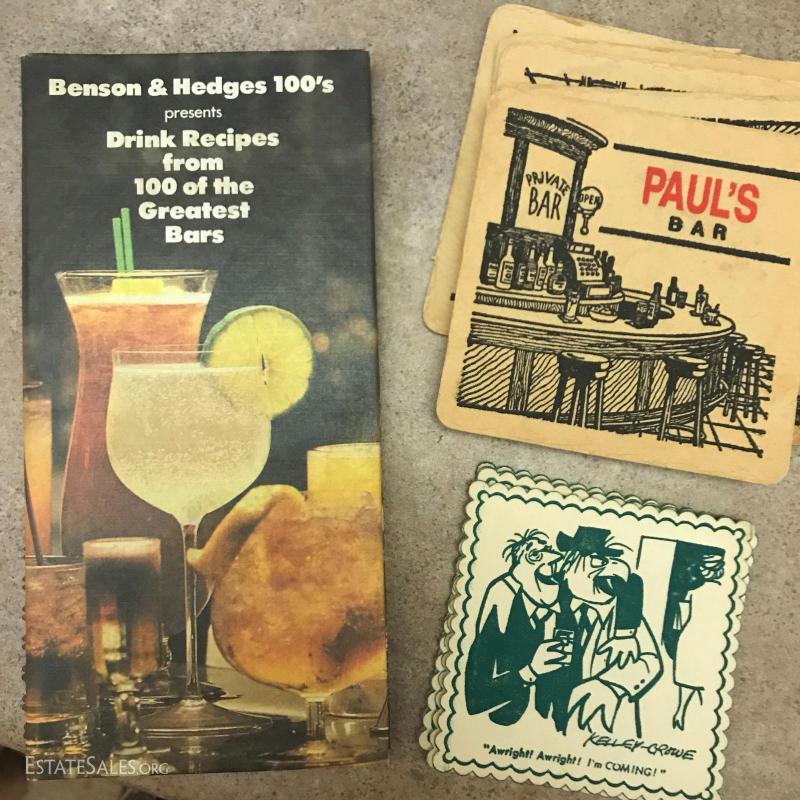 Benson & Hedges 100's
presents
Drink Recipes
from
100 of the
Greatest
Bars
PRIVATE
BAR
OPEN
PAUL'S
BAR
KELLEY-CROWE
"Awright! Awright! I'm COMING!"
ESTATESALES.ORG